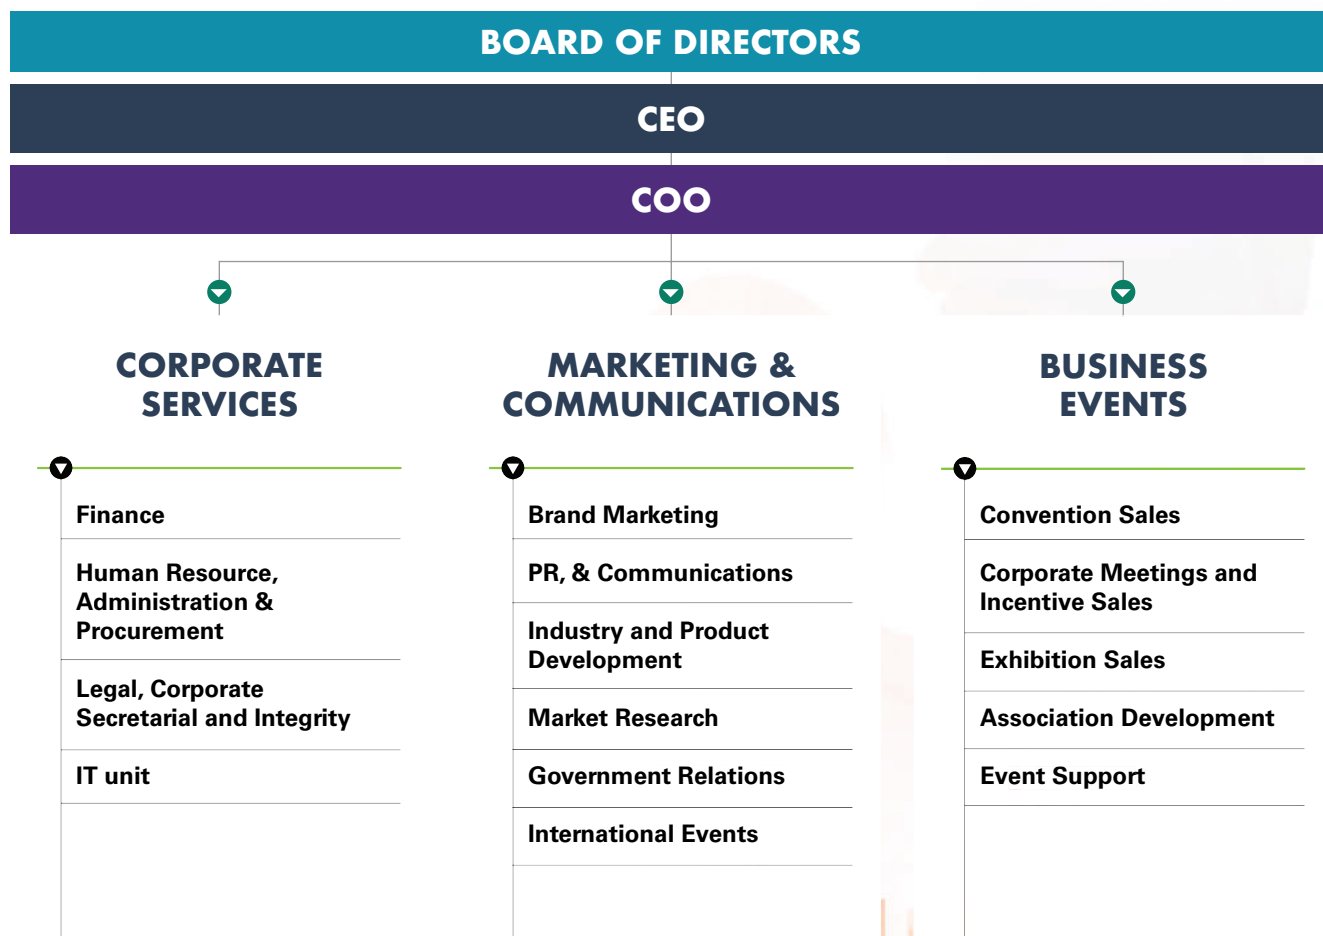 BOARD OF DIRECTORS
CEO
COO
CORPORATE
SERVICES
Finance
Human Resource,
Administration &
Procurement
Legal, Corporate
Secretarial and Integrity
IT unit
MARKETING &
COMMUNICATIONS
Brand Marketing
PR, & Communications
Industry and Product
Development
Market Research
Government Relations
International Events
BUSINESS
EVENTS
Convention Sales
Corporate Meetings and
Incentive Sales
Exhibition Sales
Association Development
Event Support